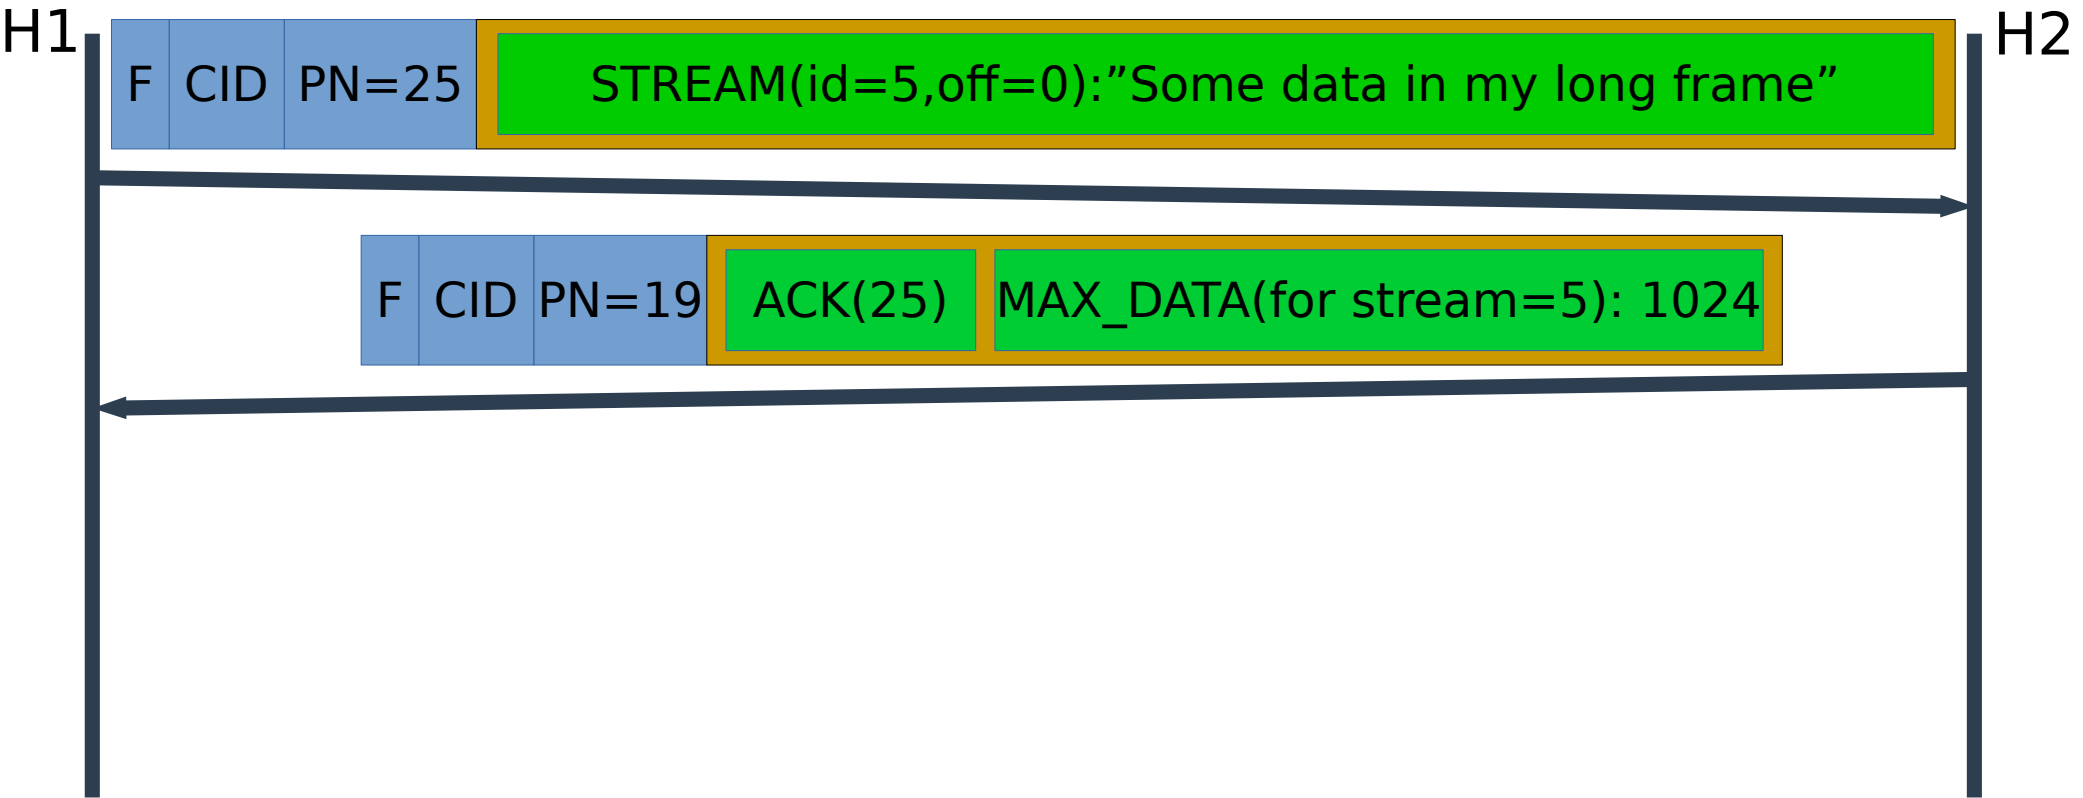 H1
F CID PN=25 STREAM(id=5,off=0):”Some data in my long frame”
H2
F CID PN=19 ACK(25) MAX_DATA(for stream=5): 1024